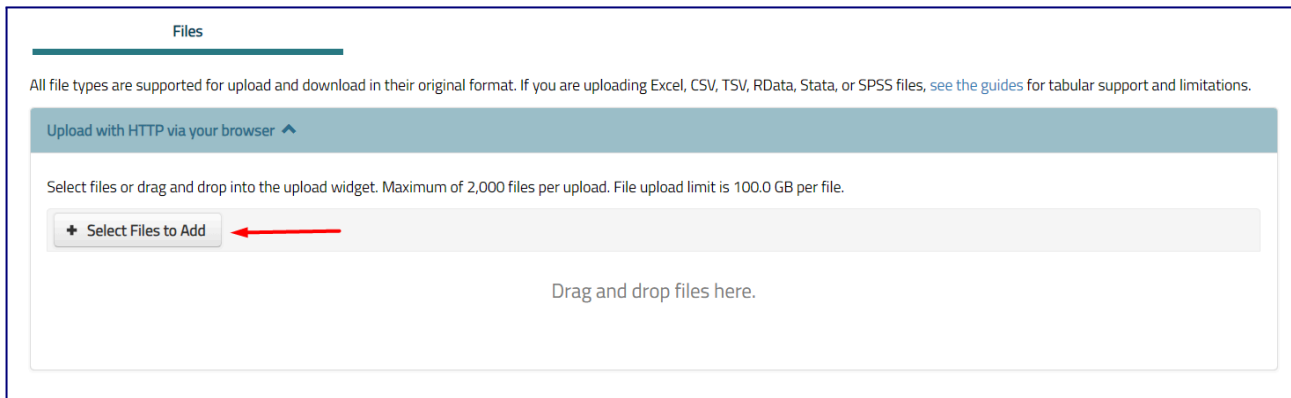 Files
All file types are supported for upload and download in their original format. If you are uploading Excel, CSV, TSV, RData, Stata, or SPSS files, see the guides for tabular support and limitations.
Upload with HTTP via your browser
Select files or drag and drop into the upload widget. Maximum of 2,000 files per upload. File upload limit is 100.0 GB per file.
+ Select Files to Add
Drag and drop files here.